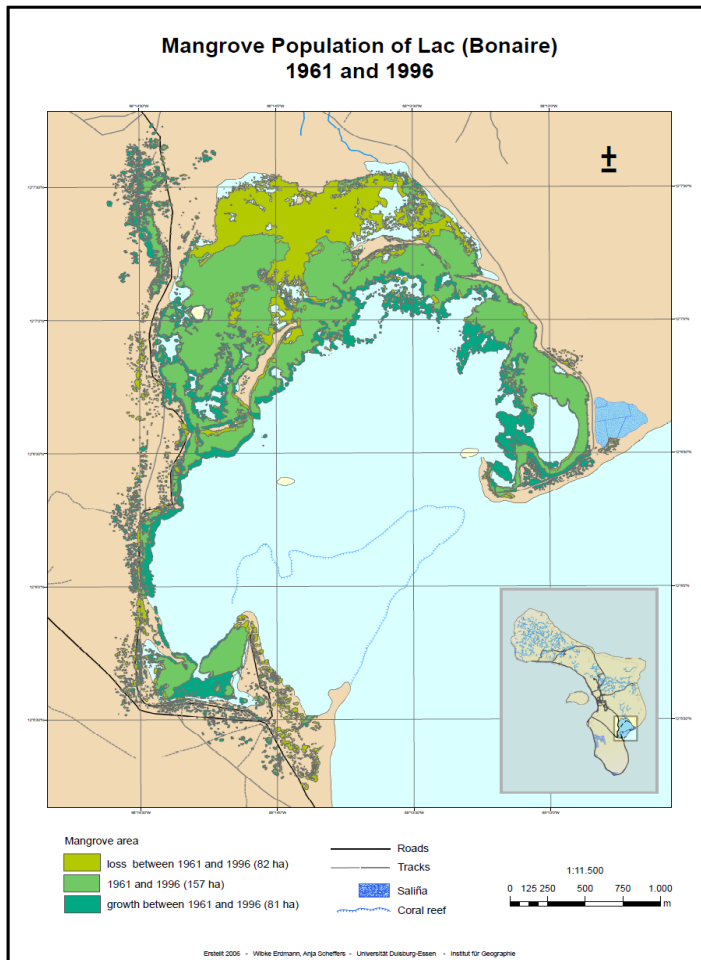 Mangrove Population of Lac (Bonaire)
1961 and 1996
Mangrove area
loss between 1961 and 1996 (82 ha)
1961 and 1996 (157 ha)
growth between 1961 and 1996 (81 ha)
Roads
Tracks
Saliña
Coral reef
1:11.500
0 125 250 500 750 1.000
m
Erstellt 2006 - Wibke Erdmann, Anja Scheffers - Universität Duisburg-Essen - Institut für Geographie